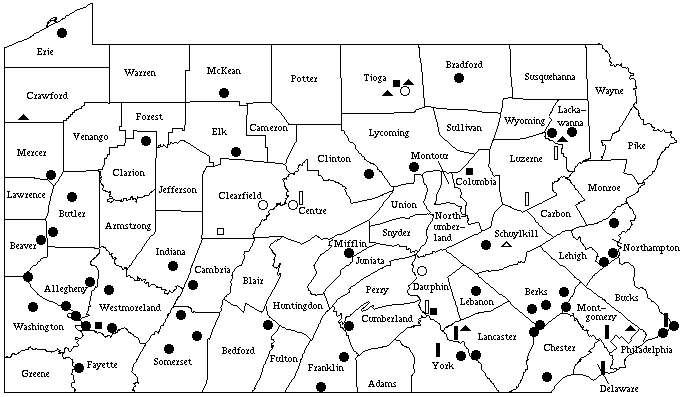 Erie
Warren
McKean
Potter
Tioga
Bradford
Susquehanna
Wayne
Crawford
Forest
Elk
Cameron
Lycoming
Sullivan
Wyoming
Lacka-
wanna
Pike
Mercer
Venango
Clarion
Jefferson
Clearfield
Clinton
Centre
Montour
Columbia
Luzerne
Monroe
Lawrence
Butler
Armstrong
Union
Snyder
North-
umber-
land
Schuylkill
Carbon
Beaver
Indiana
Cambria
Blair
Mifflin
Juniata
Lehigh
Northampton
Allegheny
Westmoreland
Huntingdon
Perry
Dauphin
Lebanon
Berks
Bucks
Mont-
gomery
Washington
Somerset
Bedford
Fulton
Franklin
Cumberland
Lancaster
Chester
Philadelphia
Greene
Fayette
Adams
York
Delaware